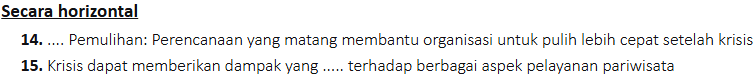 Secara horizontal
14. .... Pemulihan: Perencanaan yang matang membantu organisasi untuk pulih lebih cepat setelah krisis
15. Krisis dapat memberikan dampak yang ..... terhadap berbagai aspek pelayanan pariwisata